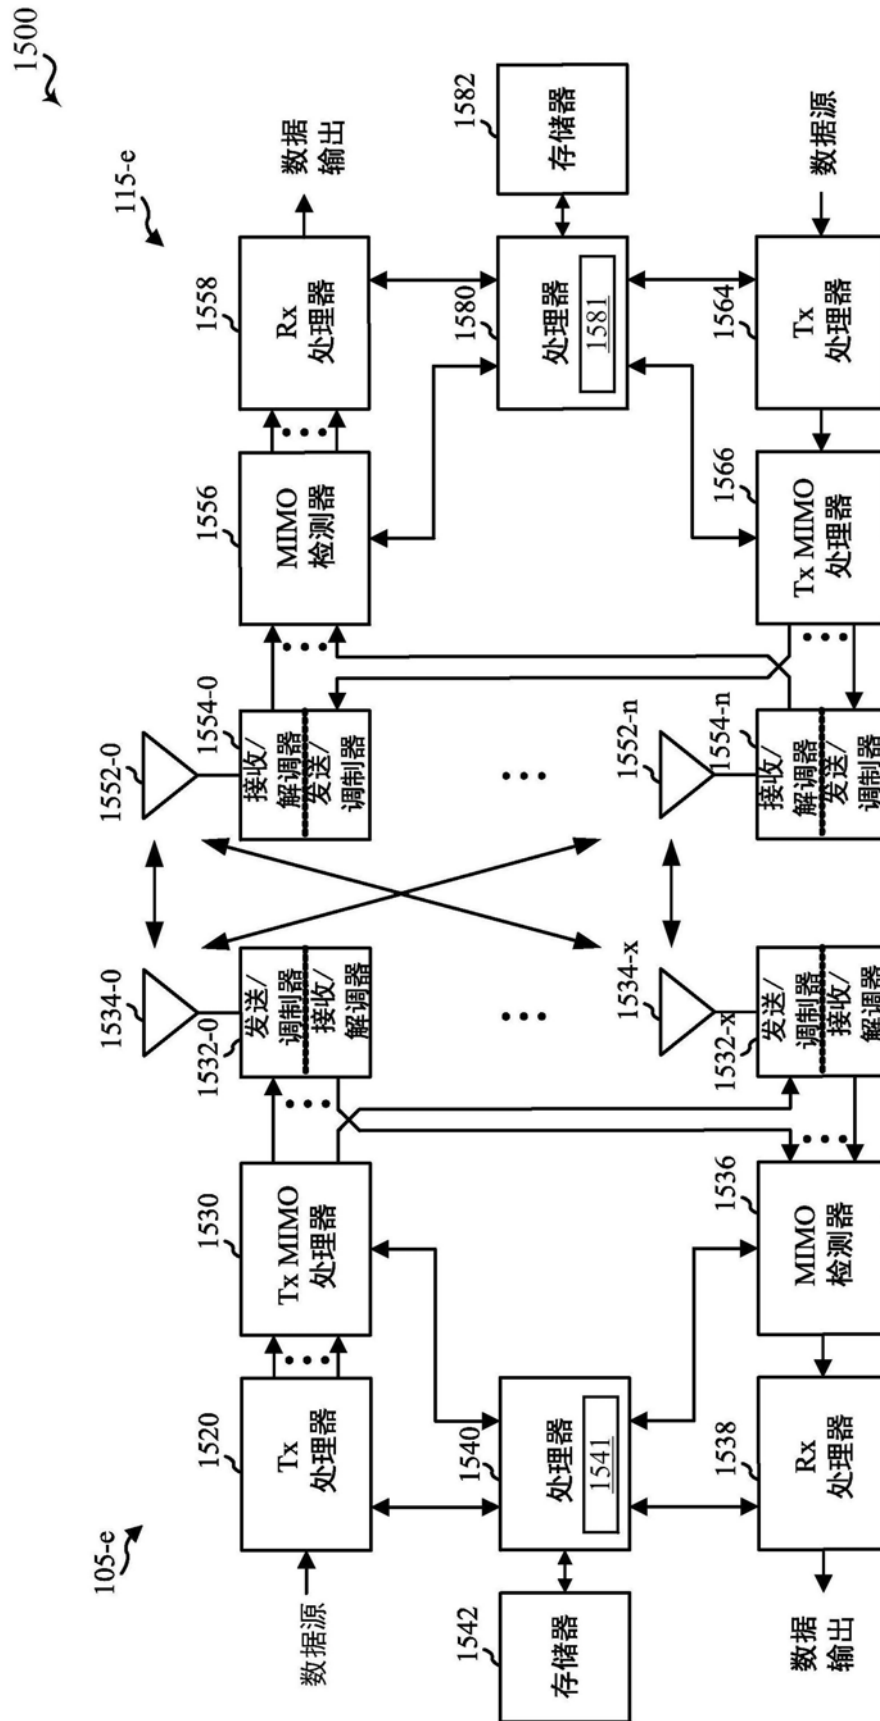 1500
105-e
115-e
数据源
1520
Tx
处理器
1530
Tx MIMO
处理器
1534-0
1532-0
发送/
调制器
接收/
解调器
1552-0
1554-0
接收/
解调器
发送/
调制器
1556
MIMO
检测器
1558
Rx
处理器
数据
输出
1542
存储器
1540
处理器
1541
1580
处理器
1581
1582
存储器
数据
输出
1538
Rx
处理器
1536
MIMO
检测器
1534-x
1532-x
发送/
调制器
接收/
解调器
1552-n
1554-n
接收/
解调器
发送/
调制器
1566
Tx MIMO
处理器
1564
Tx
处理器
数据源